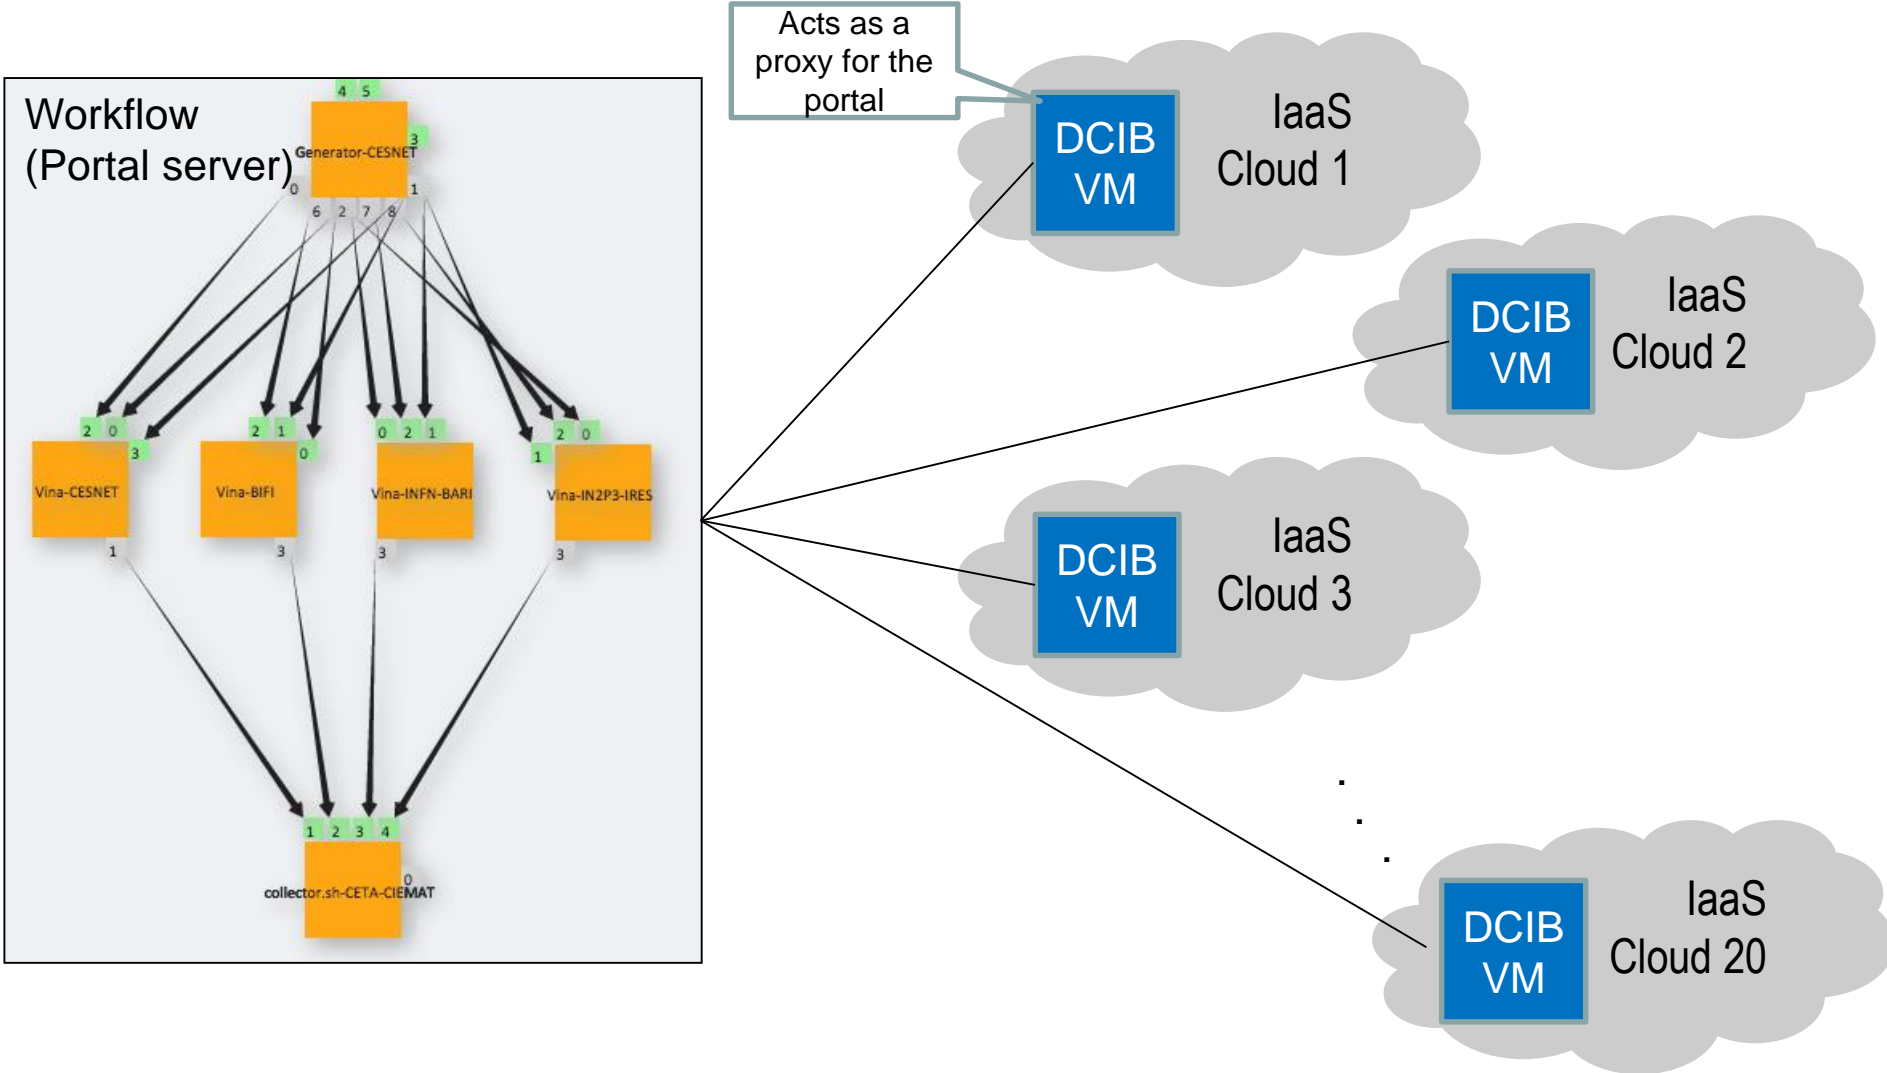 Acts as a
proxy for the
portal
Workflow
(Portal server)
4 5
3
Generator-CESNET
0
1
6 2 7 8
2 0
3
2 1
0
0 2 1
2 0
1
Vina-CESNET
Vina-BIFI
Vina-INFN-BARI
Vina-IN2P3-IRES
1
3
3
3
1 2 3 4
0
collector.sh-CETA-CIEMAT
DCIB
VM
IaaS
Cloud 1
DCIB
VM
IaaS
Cloud 2
DCIB
VM
IaaS
Cloud 3
.
.
.
DCIB
VM
IaaS
Cloud 20